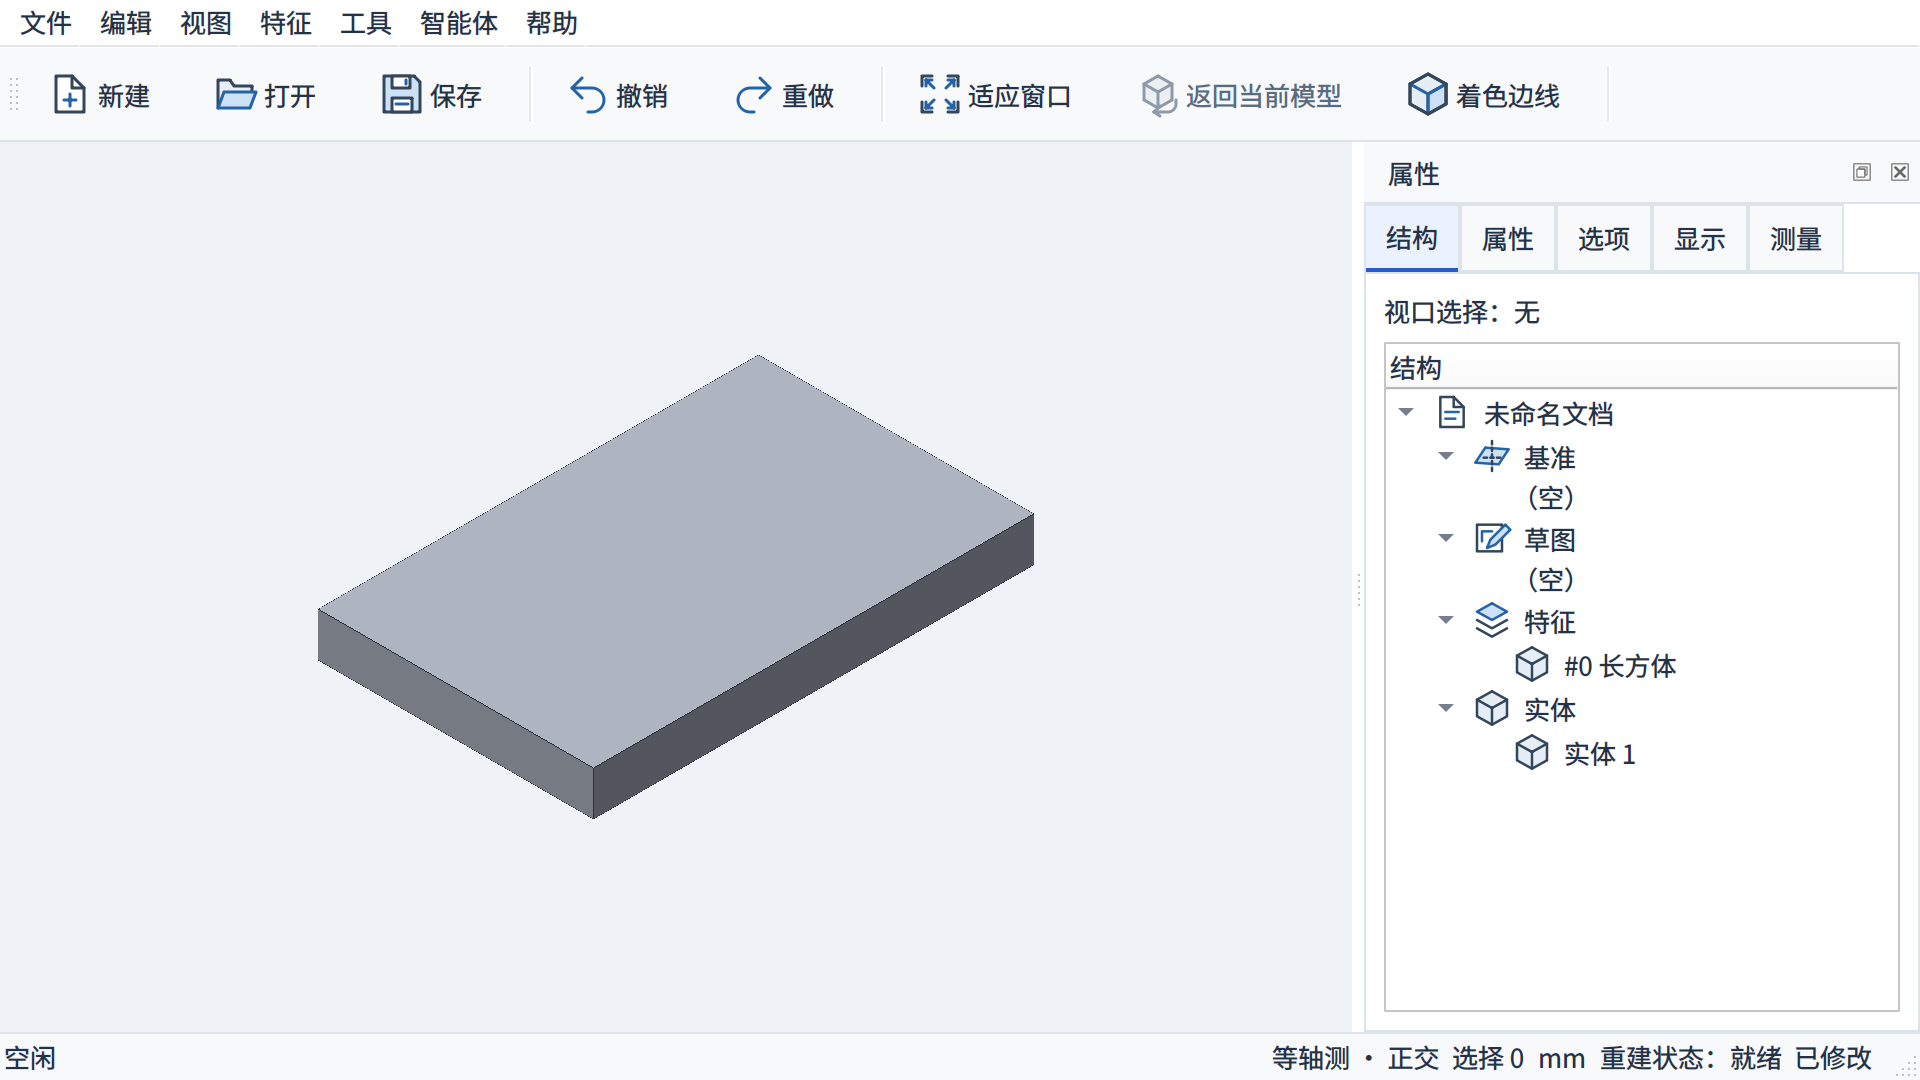 文件 编辑 视图 特征 工具 智能体 帮助
新建 打开 保存 撤销 重做 适应窗口 返回当前模型 着色边线
属性
结构 属性 选项 显示 测量
视口选择：无
结构
未命名文档
基准
（空）
草图
（空）
特征
#0 长方体
实体
实体 1
空闲 等轴测 · 正交 选择 0 mm 重建状态：就绪 已修改